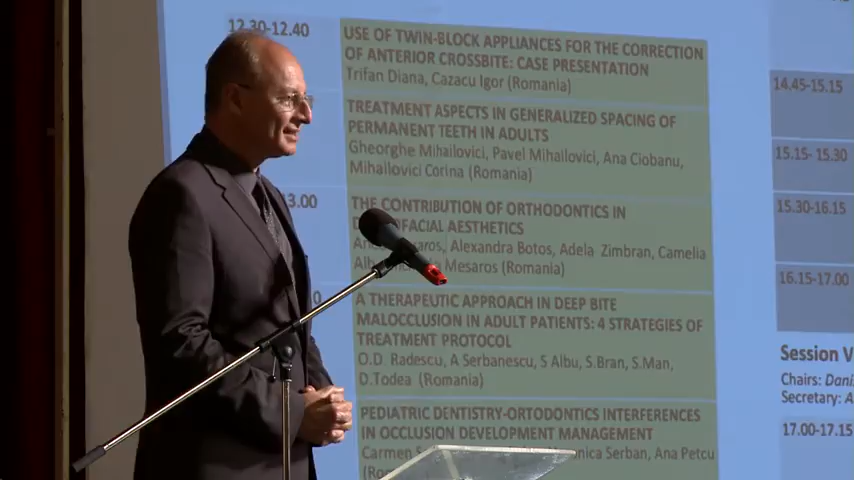 12.30-12.40
USE OF TWIN-BLOCK APPLIANCES FOR THE CORRECTION
OF ANTERIOR CROSSBITE: CASE PRESENTATION
Trifan Diana, Cazacu Igor (Romania)
TREATMENT ASPECTS IN GENERALIZED SPACING OF
PERMANENT TEETH IN ADULTS
Gheorghe Mihailovici, Pavel Mihailovici, Ana Ciobanu,
Mihailovici Corina (Romania)
13.00
THE CONTRIBUTION OF ORTHODONTICS IN
AESTHETICS
Alexandra Botos, Adela Zimbran, Camelia
Mesaros (Romania)
A THERAPEUTIC APPROACH IN DEEP BITE
MALOCCLUSION IN ADULT PATIENTS: 4 STRATEGIES OF
TREATMENT PROTOCOL
O.D. Radescu, A Serbanescu, S Albu, S.Bran, S.Man,
D.Todea (Romania)
PEDIATRIC DENTISTRY-ORTHODONTICS INTERFERENCES
IN OCCLUSION DEVELOPMENT MANAGEMENT
Carmen Serban, Ana Petcu
14.45-15.15
15.15- 15.30
15.30-16.15
16.15-17.00
Session
Chairs:
Secretary:
17.00-17.15